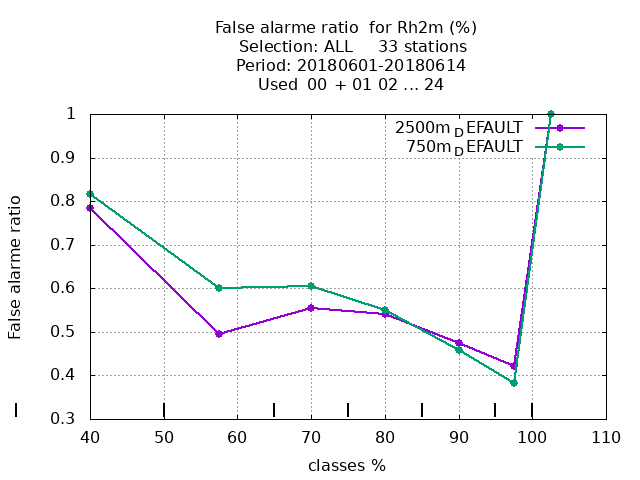 False alarme ratio  for Rh2m (%)
Selection: ALL     33 stations
Period: 20180601-20180614
Used  00  + 01 02 ... 24
2500m_DEFAULT
750m_DEFAULT
1
0.9
0.8
0.7
0.6
0.5
0.4
0.3
False alarme ratio
40 50 60 70 80 90 100 110
classes %